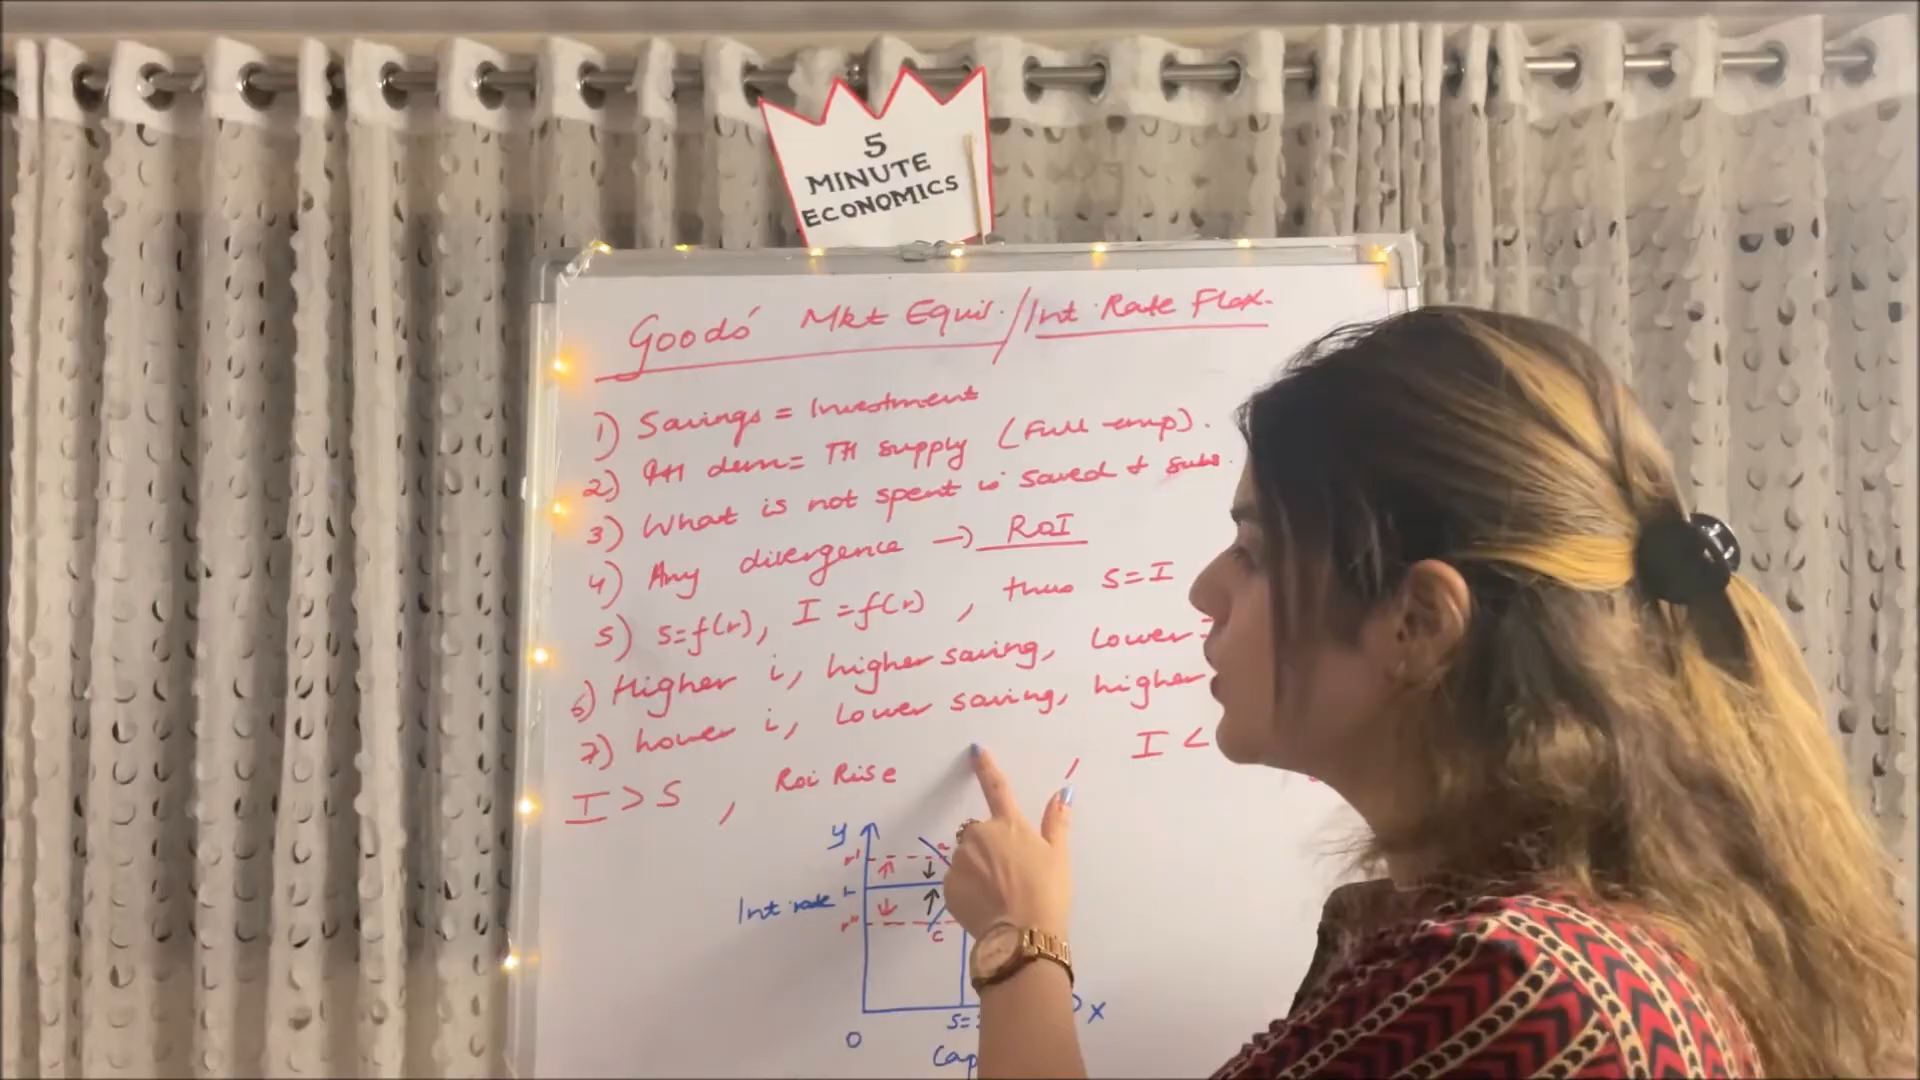 5
MINUTE
ECONOMICS
Goods' Mkt Equi. / Int. Rate Flex.
1) Savings = Investment
2) dem = TH supply (Full emp).
3) What is not spent is saved & subs.
4) Any divergence → RoI
5) S=f(r), I=f(r), thus S=I
6) Higher i, higher saving, Lower
7) Lower i, Lower saving, higher
I > S, Roi Rise , I <
y
r'
r
Int rate
r"
c
S=
O
x
Cap